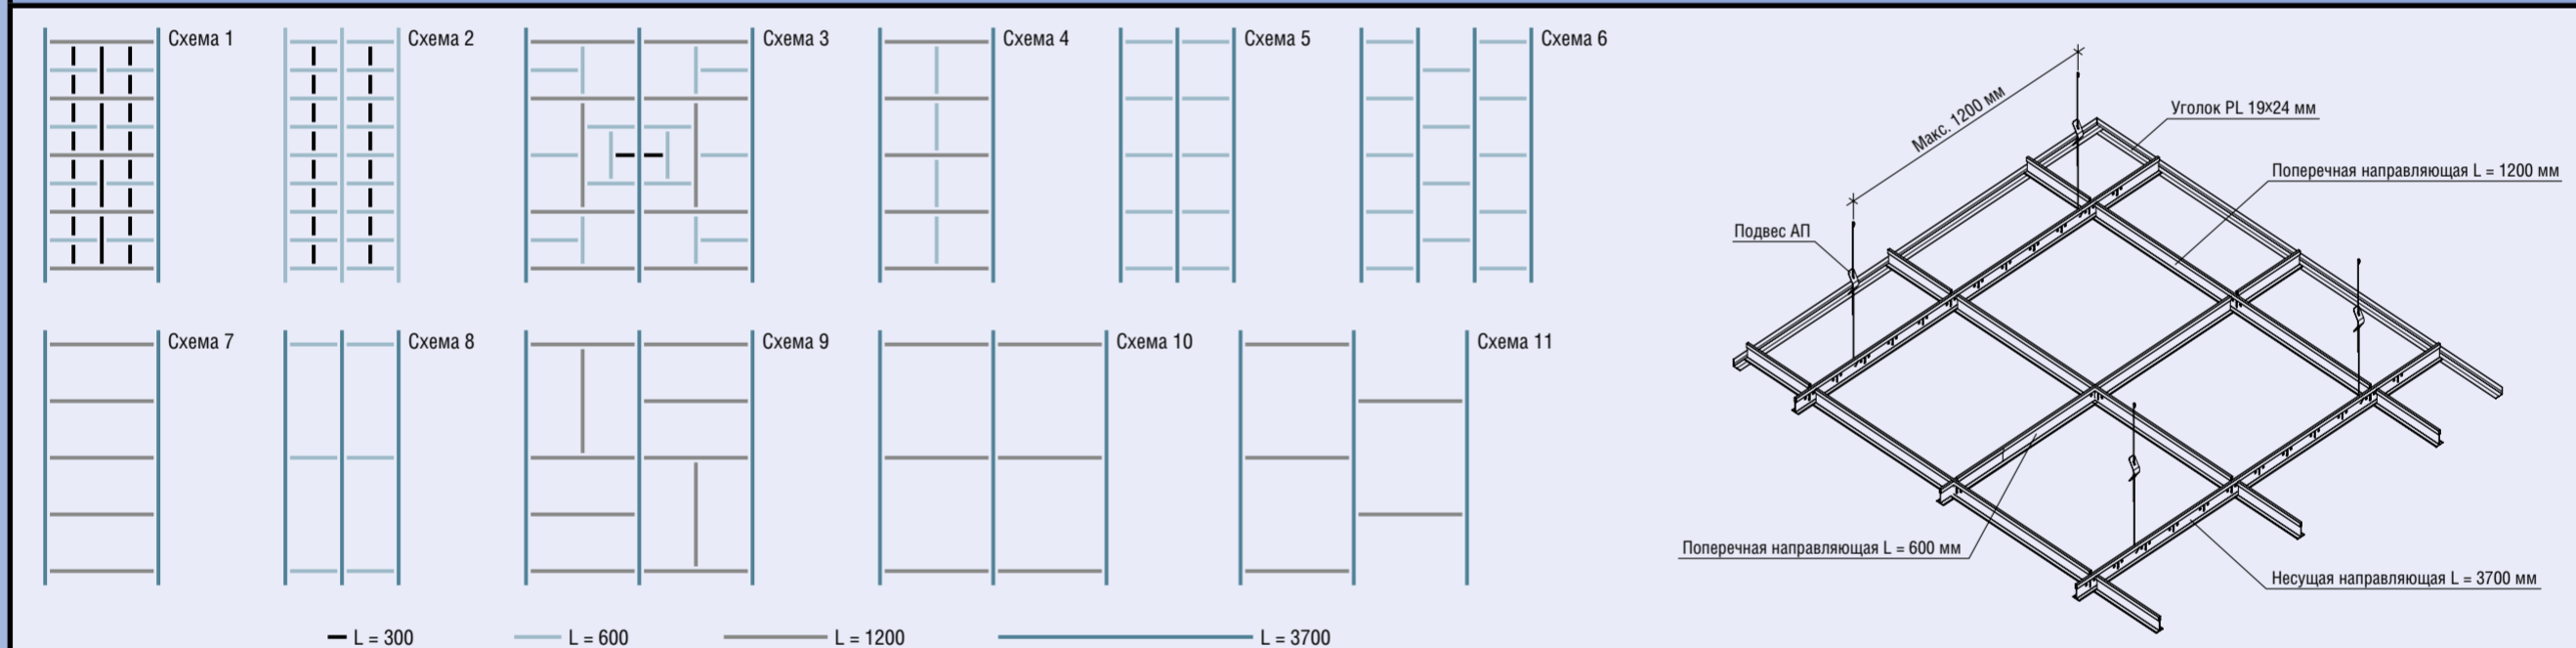 Схема 1
Схема 2
Схема 3
Схема 4
Схема 5
Схема 6
Схема 7
Схема 8
Схема 9
Схема 10
Схема 11
L = 300
L = 600
L = 1200
L = 3700
Макс. 1200 мм
Уголок PL 19x24 мм
Поперечная направляющая L = 1200 мм
Подвес АП
Поперечная направляющая L = 600 мм
Несущая направляющая L = 3700 мм